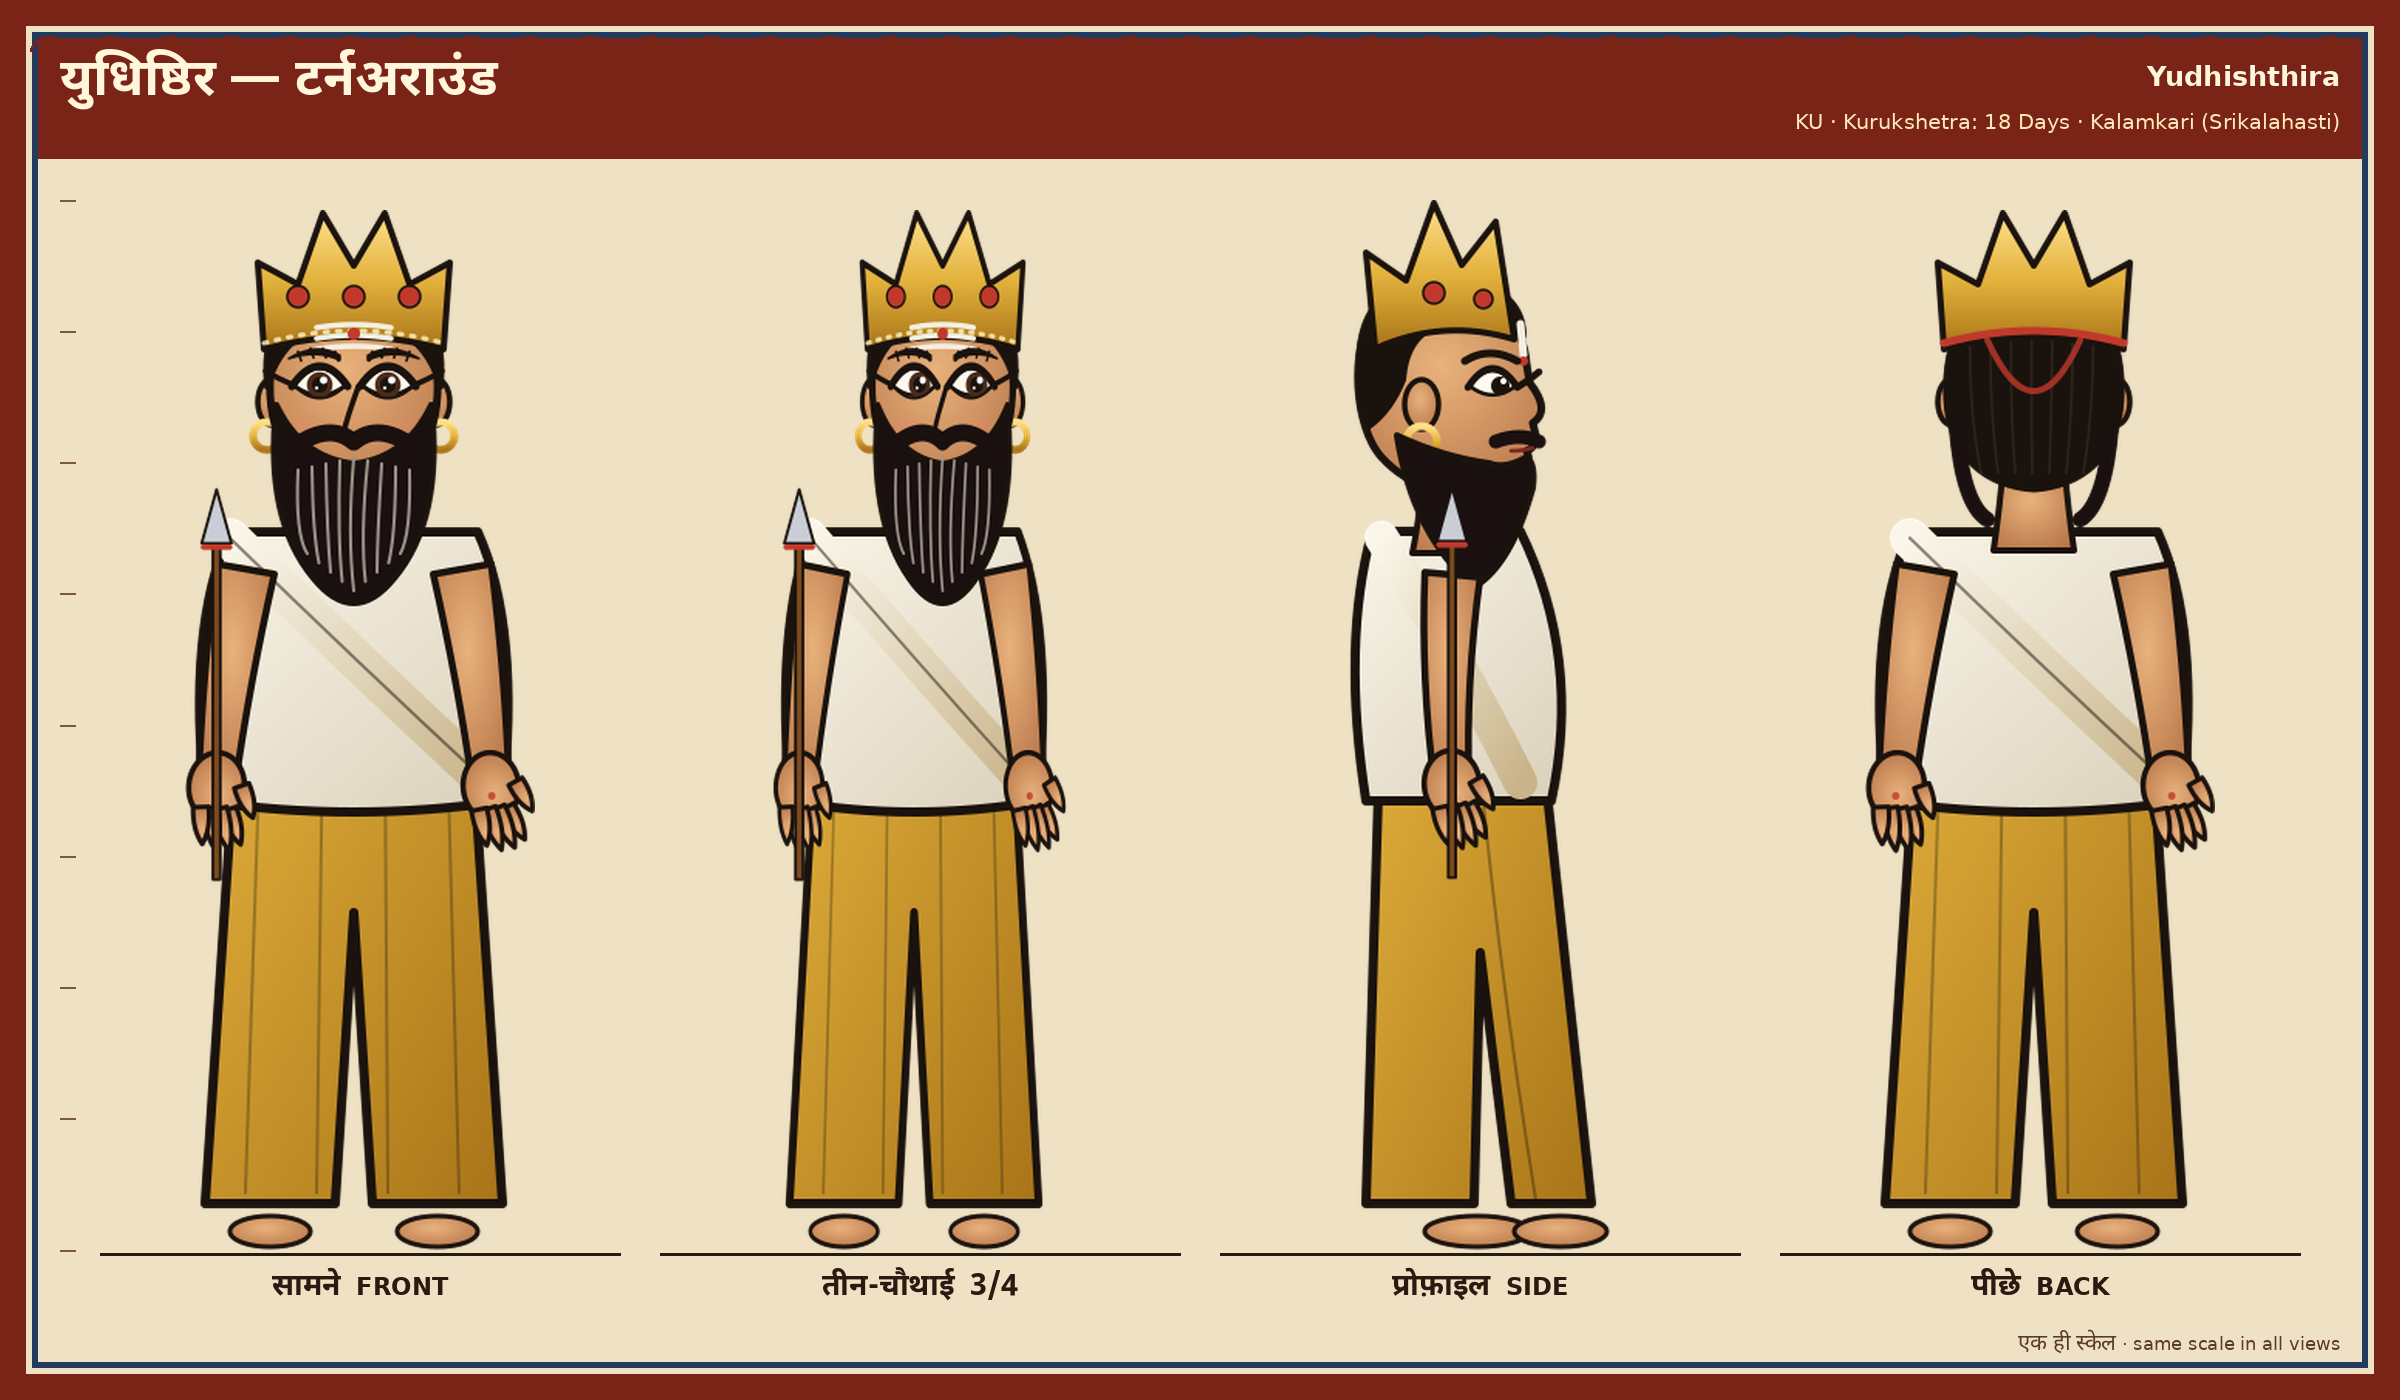 युधिष्ठिर — टर्नअराउंड
Yudhishthira
KU · Kurukshetra: 18 Days · Kalamkari (Srikalahasti)
सामने FRONT
तीन-चौथाई 3/4
प्रोफ़ाइल SIDE
पीछे BACK
एक ही स्केल · same scale in all views